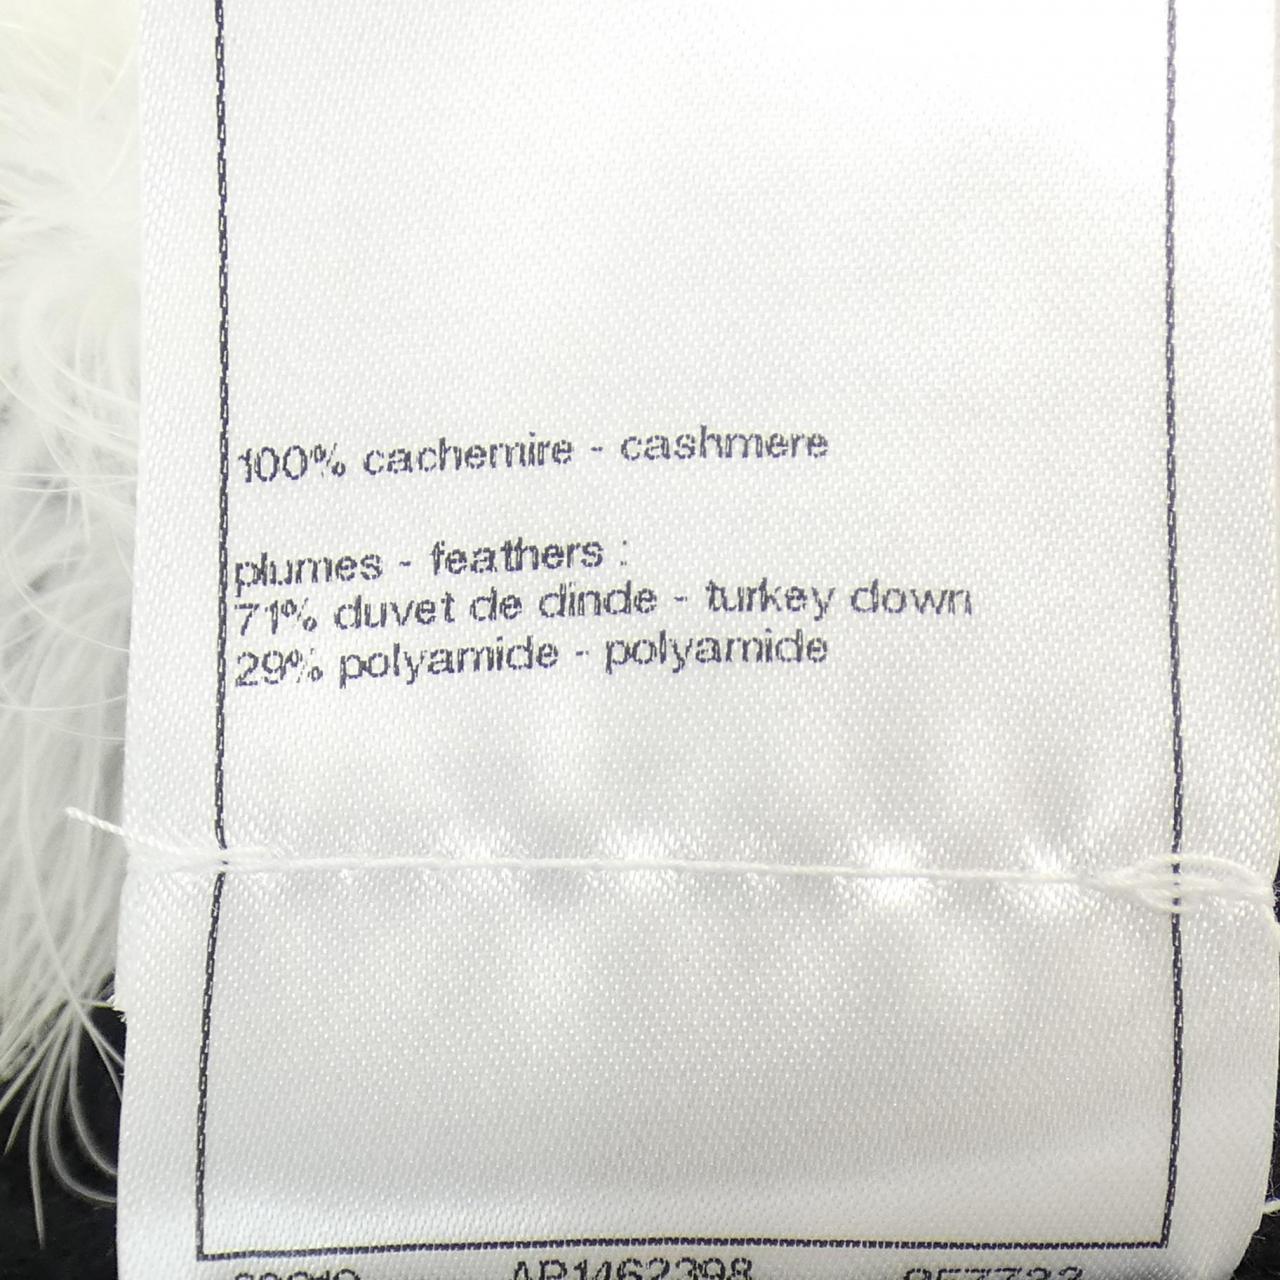 100% cachemire - cashmere
plumes - feathers :
71% duvet de dinde - turkey down
29% polyamide - polyamide